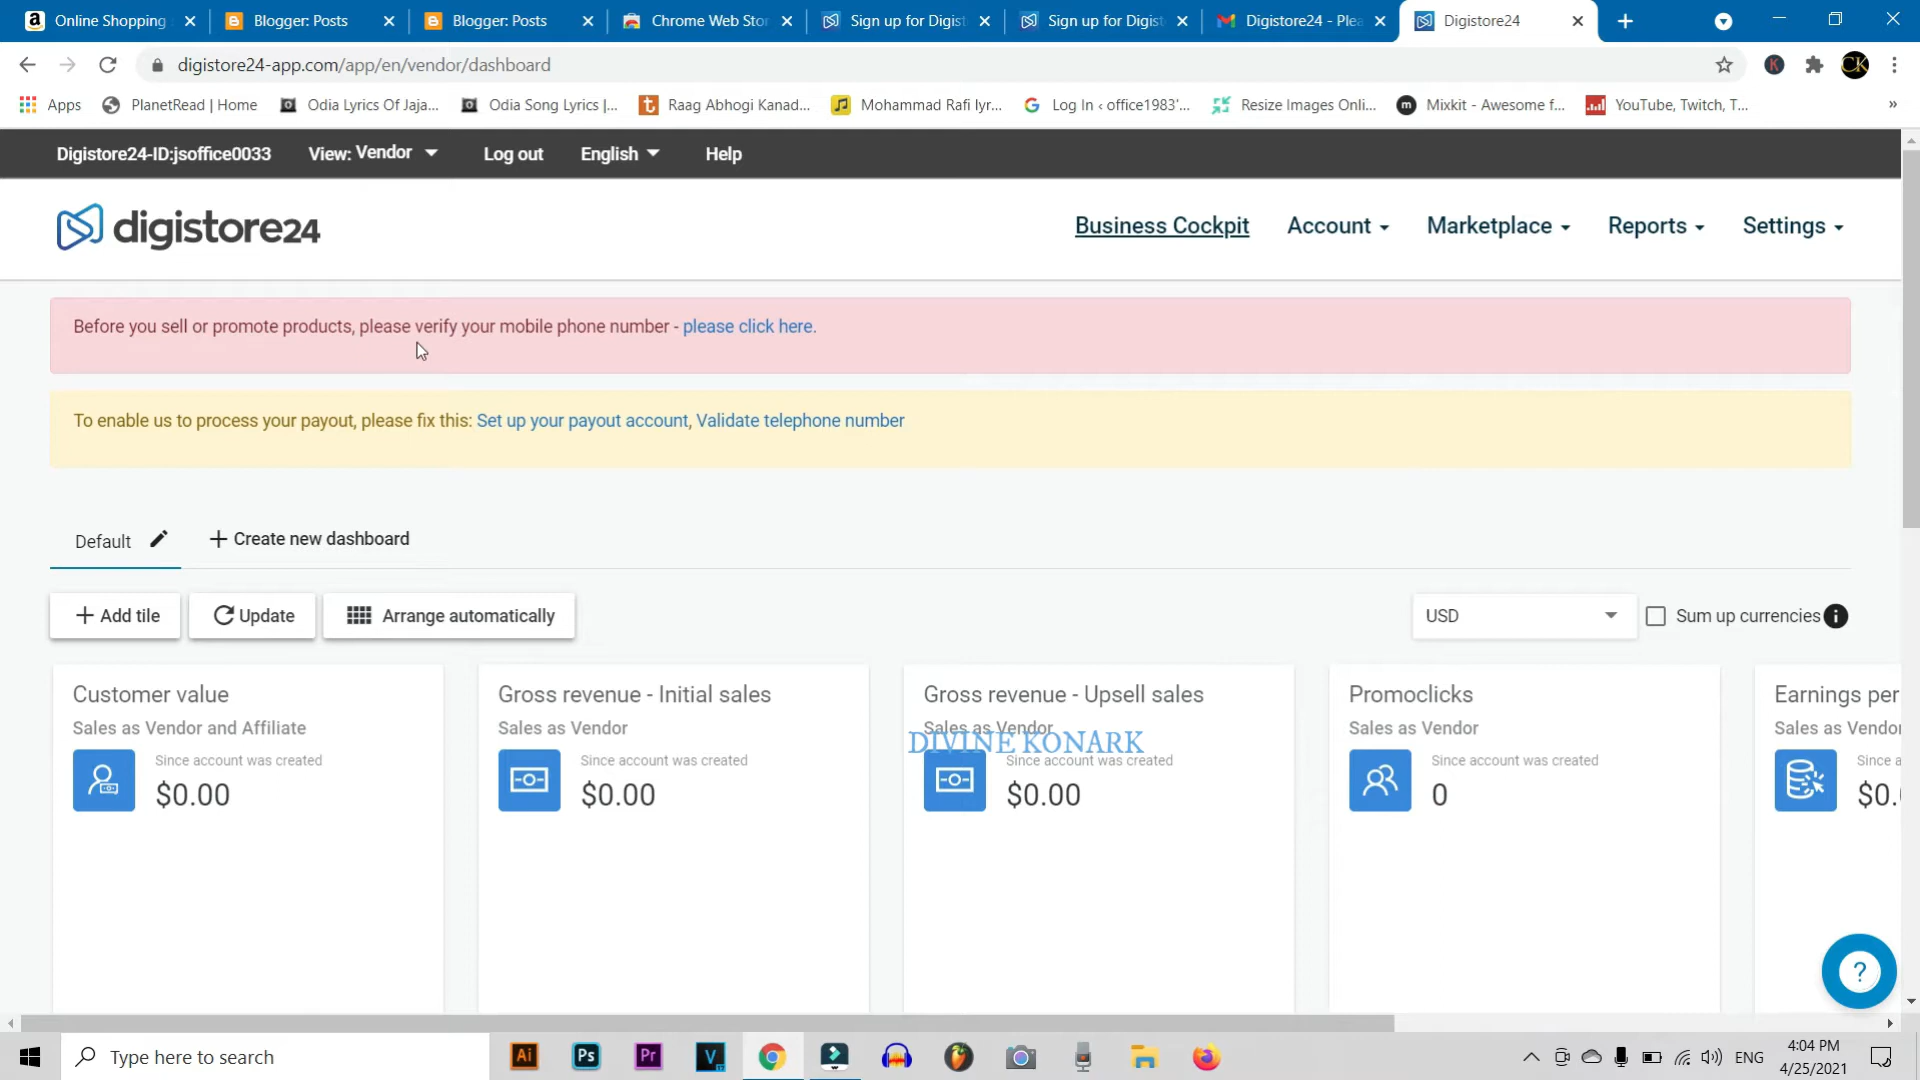 Online Shopping
Blogger: Posts
Blogger: Posts
Chrome Web Sto
Sign up for Digist
Sign up for Digist
Digistore24 - Plea
Digistore24
digistore24-app.com/app/en/vendor/dashboard
Apps
PlanetRead | Home
Odia Lyrics Of Jaja...
Odia Song Lyrics |...
Raag Abhogi Kanad...
Mohammad Rafi lyr...
Log In ‹ office1983'...
Resize Images Onli...
Mixkit - Awesome f...
YouTube, Twitch, T...
Digistore24-ID:jsoffice0033
View: Vendor
Log out
English
Help
digistore24
Business Cockpit
Account
Marketplace
Reports
Settings
Before you sell or promote products, please verify your mobile phone number - please click here.
To enable us to process your payout, please fix this: Set up your payout account, Validate telephone number
Default
+ Create new dashboard
+ Add tile
Update
Arrange automatically
USD
Sum up currencies
Customer value
Sales as Vendor and Affiliate
Since account was created
$0.00
Gross revenue - Initial sales
Sales as Vendor
Since account was created
$0.00
Gross revenue - Upsell sales
Sales as Vendor
DIVINE KONARK
Since account was created
$0.00
Promoclicks
Sales as Vendor
Since account was created
0
Earnings per
Sales as Vendor
Since a
$0.
?
Type here to search
Ai
Ps
Pr
V
ENG
4:04 PM
4/25/2021